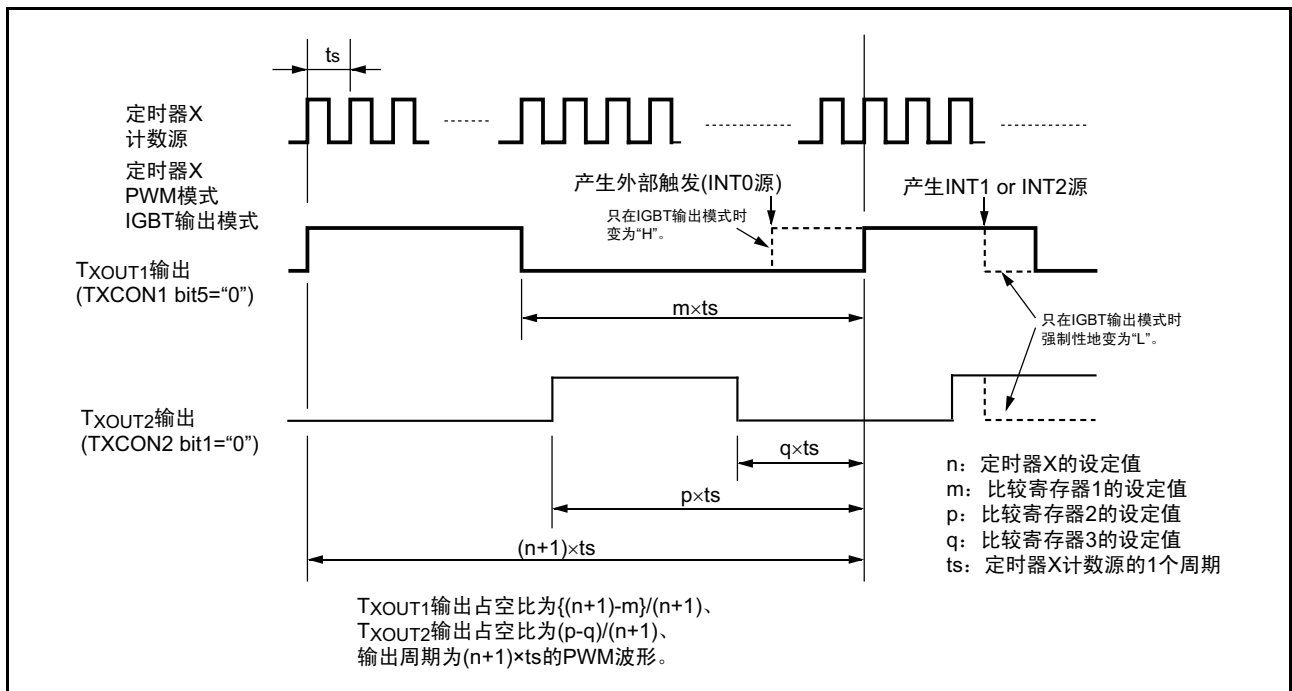 ts
定时器X
计数源
定时器X
PWM模式
IGBT输出模式
产生外部触发(INT0源)
产生INT1 or INT2源
只在IGBT输出模式时
变为“H”。
TXOUT1输出
(TXCON1 bit5=“0”)
m×ts
只在IGBT输出模式时
强制性地变为“L”。
TXOUT2输出
(TXCON2 bit1=“0”)
q×ts
p×ts
(n+1)×ts
n：定时器X的设定值
m：比较寄存器1的设定值
p：比较寄存器2的设定值
q：比较寄存器3的设定值
ts：定时器X计数源的1个周期
TXOUT1输出占空比为{(n+1)-m}/(n+1)、
TXOUT2输出占空比为(p-q)/(n+1)、
输出周期为(n+1)×ts的PWM波形。